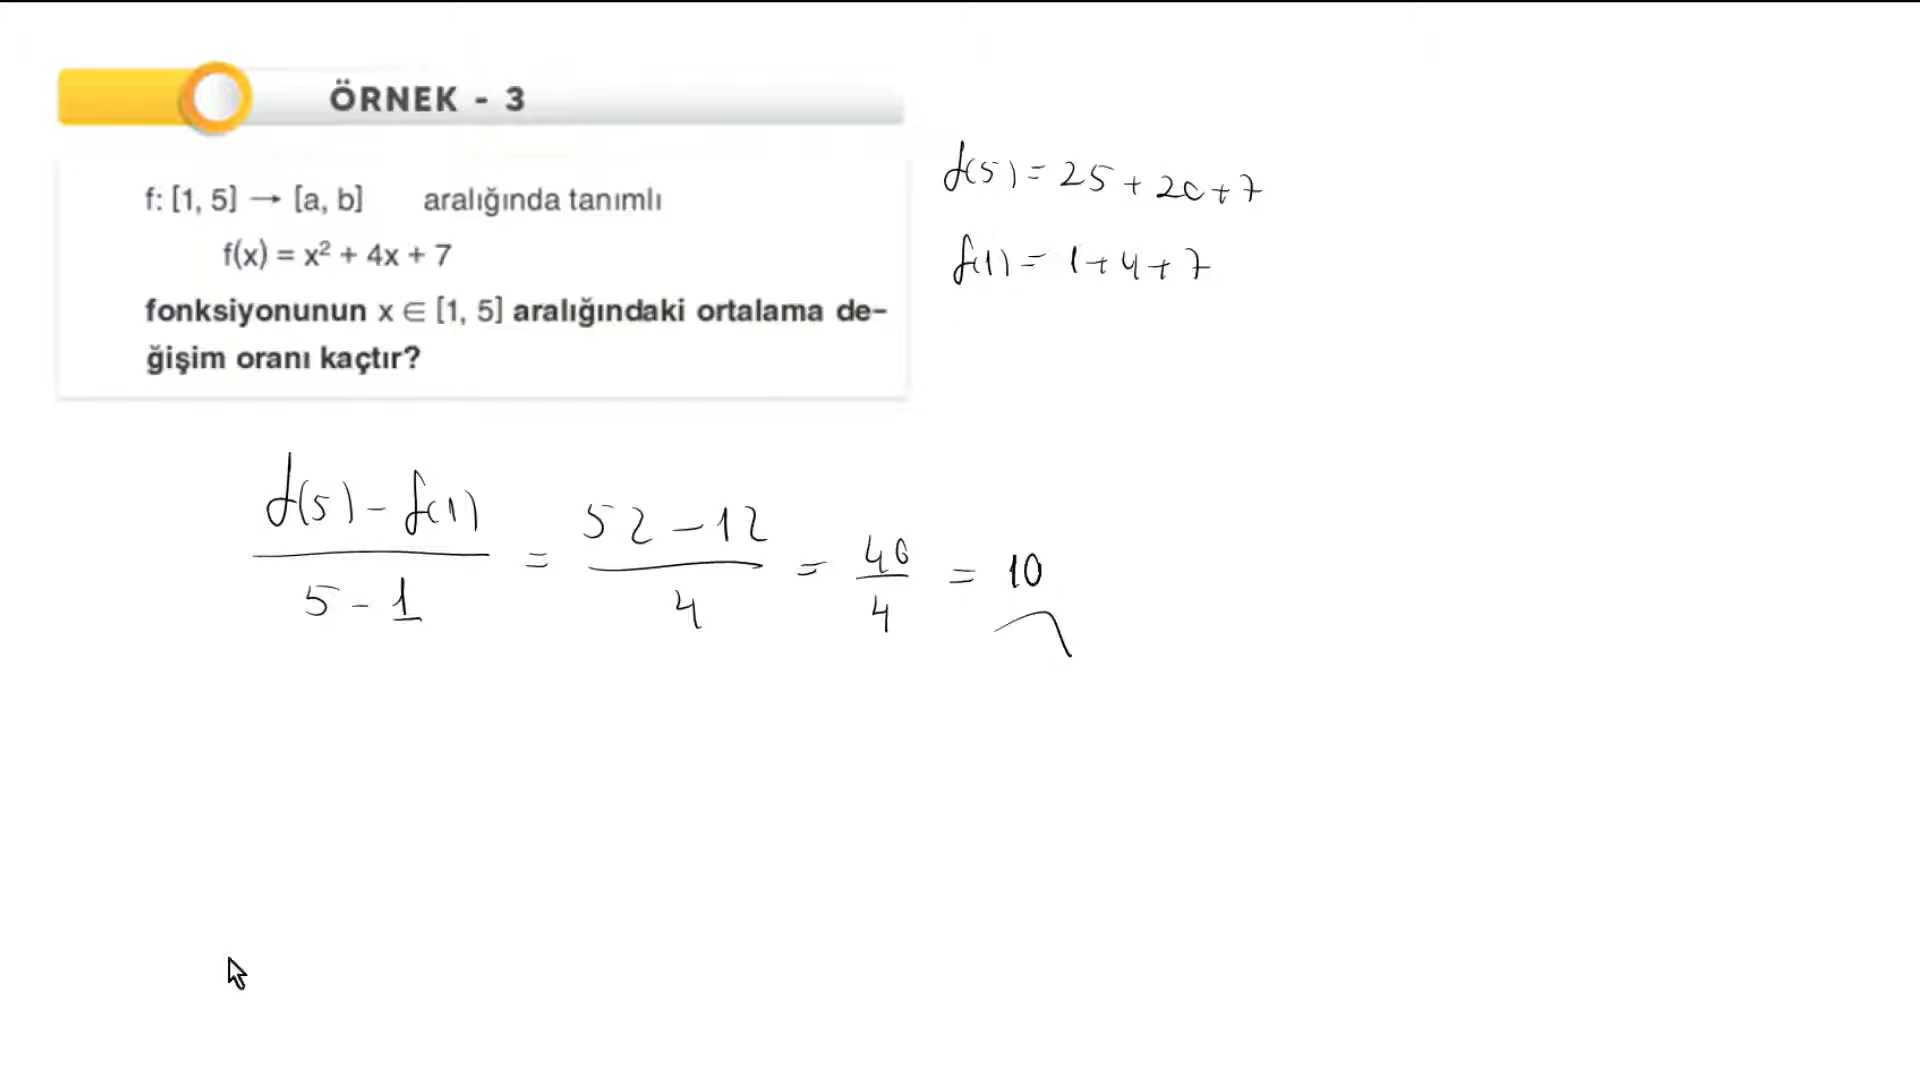 ÖRNEK - 3
f: [1, 5] → [a, b] aralığında tanımlı
f(x) = x² + 4x + 7
fonksiyonunun x ∈ [1, 5] aralığındaki ortalama de-
ğişim oranı kaçtır?
f(5) = 25 + 20 + 7
f(1) = 1 + 4 + 7
f(5) - f(1) / 5 - 1 = 52 - 12 / 4 = 40 / 4 = 10